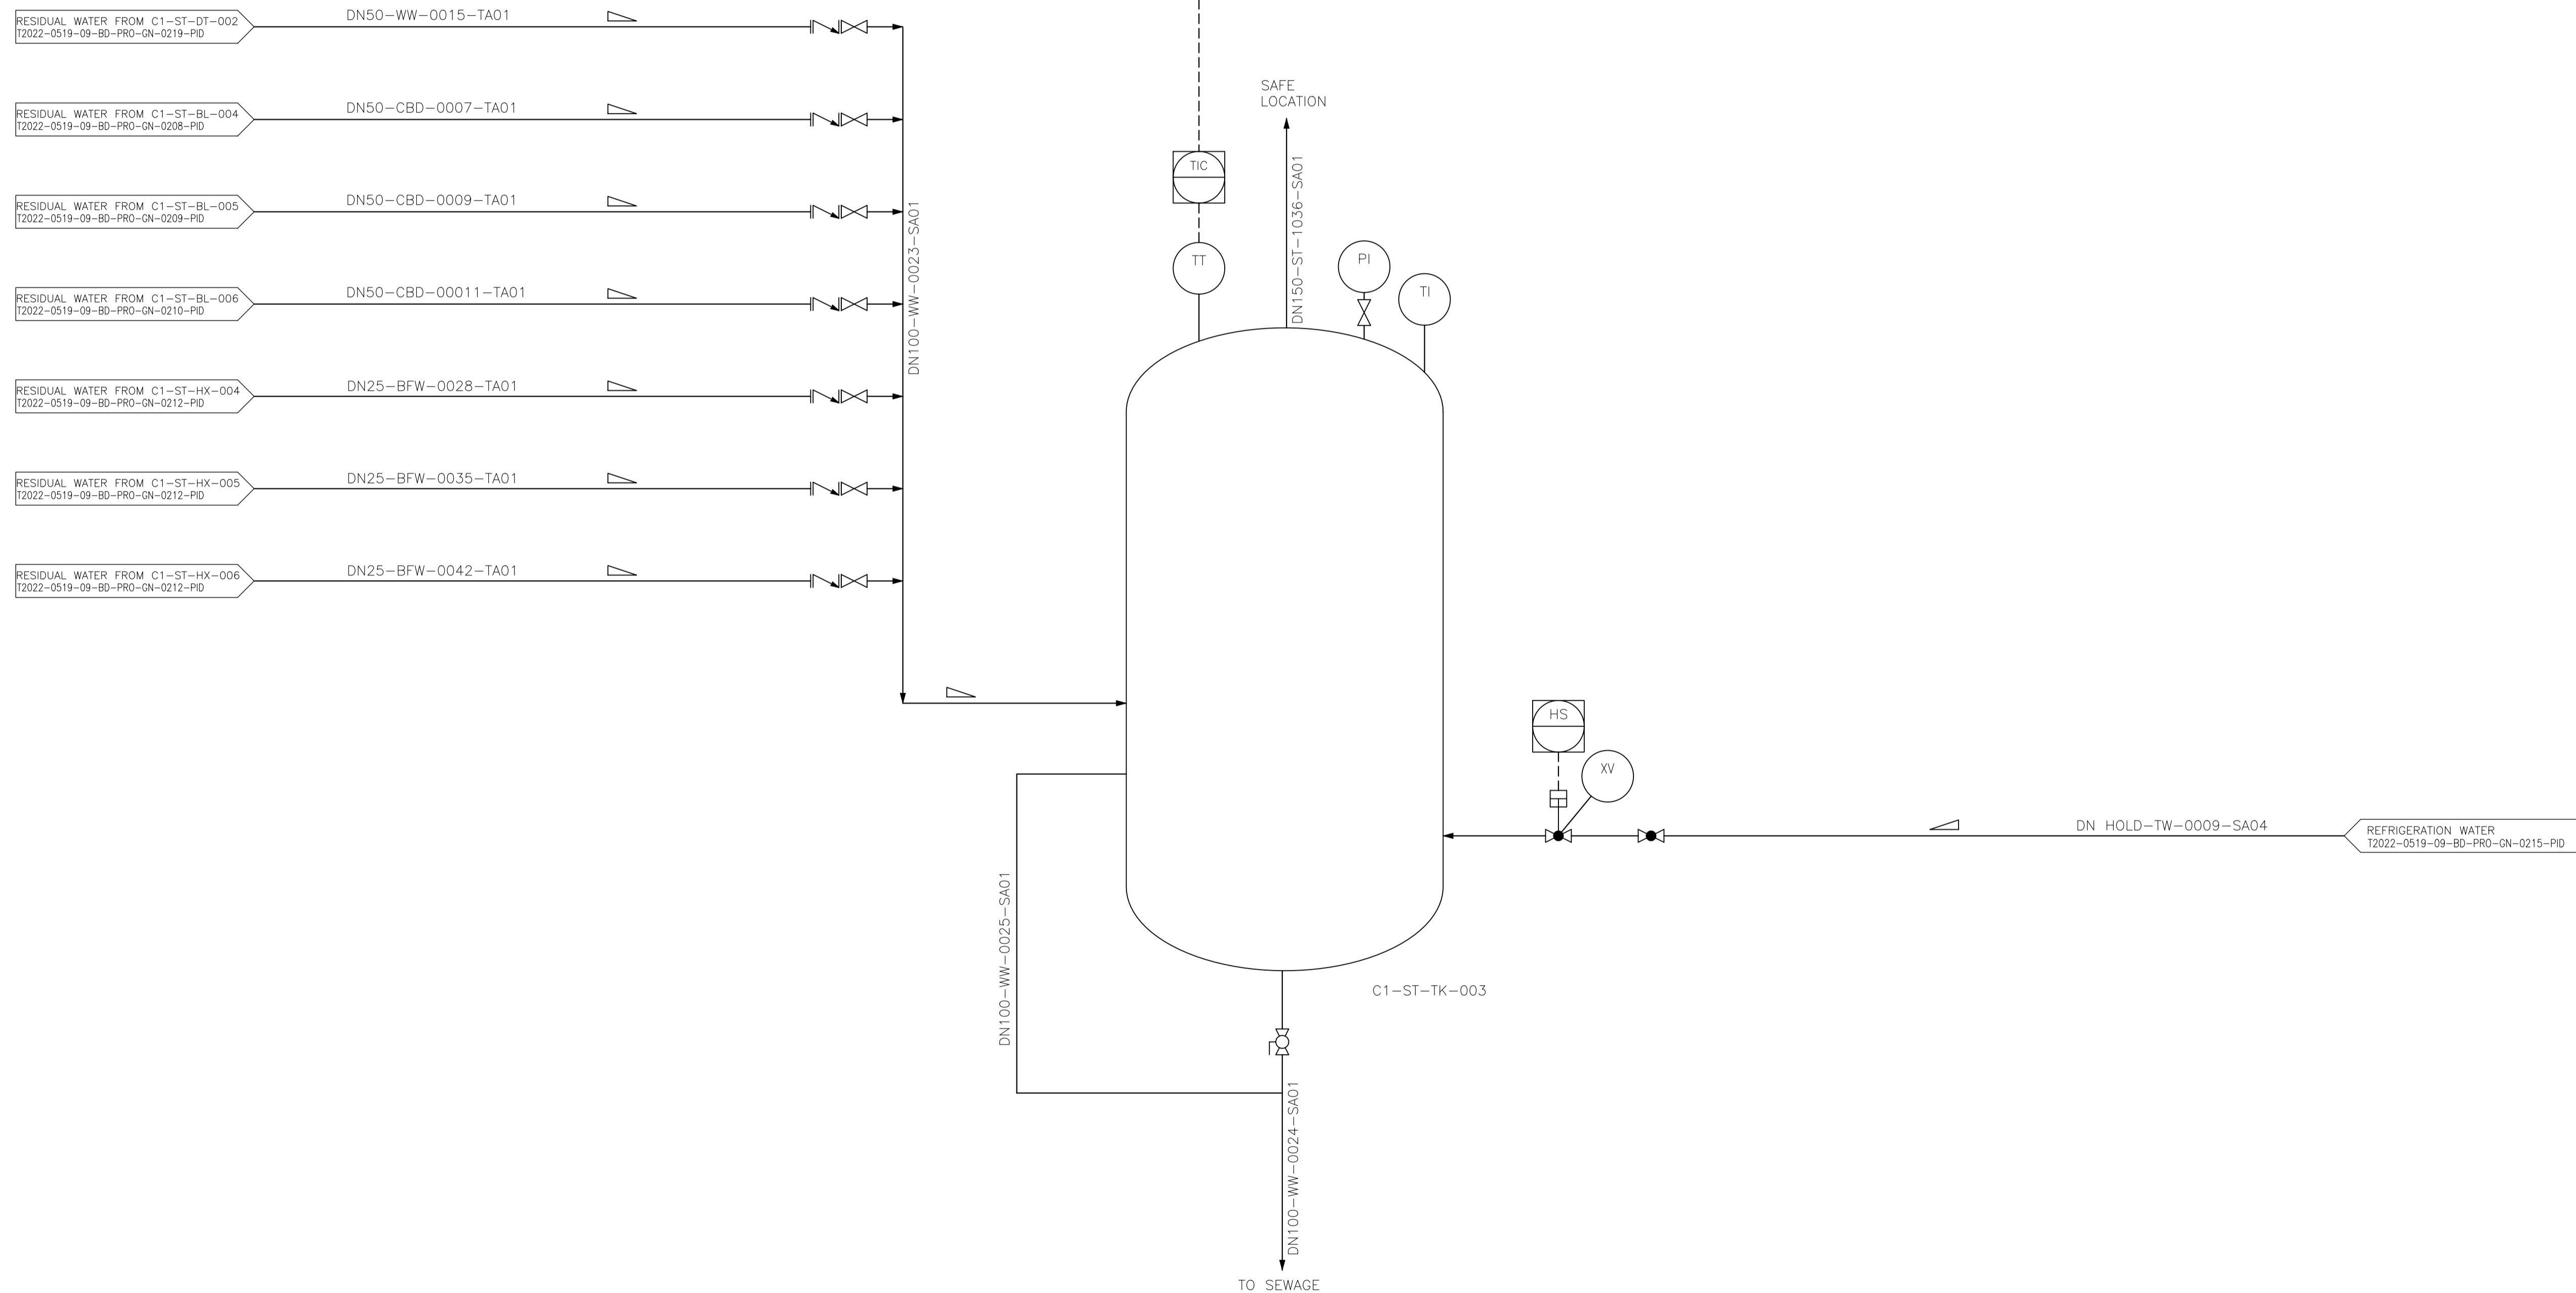 RESIDUAL WATER FROM C1-ST-DT-002
T2022-0519-09-BD-PRO-GN-0219-PID
DN50-WW-0015-TA01
RESIDUAL WATER FROM C1-ST-BL-004
T2022-0519-09-BD-PRO-GN-0208-PID
DN50-CBD-0007-TA01
RESIDUAL WATER FROM C1-ST-BL-005
T2022-0519-09-BD-PRO-GN-0209-PID
DN50-CBD-0009-TA01
RESIDUAL WATER FROM C1-ST-BL-006
T2022-0519-09-BD-PRO-GN-0210-PID
DN50-CBD-00011-TA01
RESIDUAL WATER FROM C1-ST-HX-004
T2022-0519-09-BD-PRO-GN-0212-PID
DN25-BFW-0028-TA01
RESIDUAL WATER FROM C1-ST-HX-005
T2022-0519-09-BD-PRO-GN-0212-PID
DN25-BFW-0035-TA01
RESIDUAL WATER FROM C1-ST-HX-006
T2022-0519-09-BD-PRO-GN-0212-PID
DN25-BFW-0042-TA01
DN100-WW-0023-SA01
SAFE
LOCATION
TIC
TT
DN150-ST-1036-SA01
PI
TI
HS
XV
DN HOLD-TW-0009-SA04
REFRIGERATION WATER
T2022-0519-09-BD-PRO-GN-0215-PID
DN100-WW-0025-SA01
C1-ST-TK-003
DN100-WW-0024-SA01
TO SEWAGE